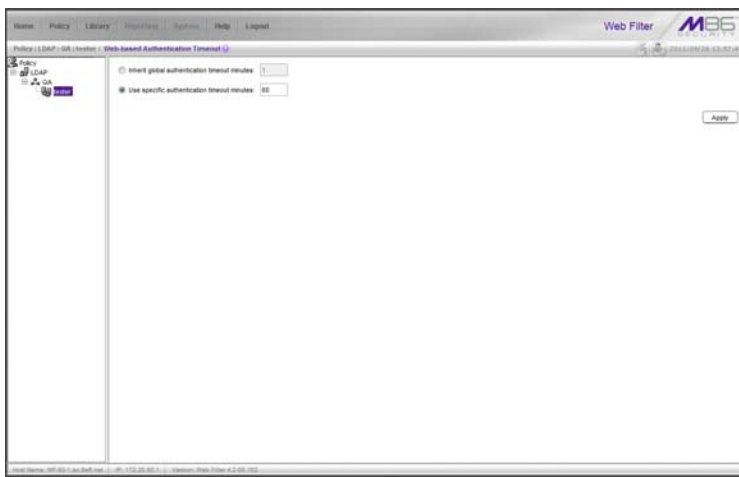 Home Policy Library Reporting System Help Logout
Web Filter
M86
SECURITY
Policy : LDAP : QA : tester / Web-based Authentication Timeout
Policy
LDAP
QA
tester
Inherit global authentication timeout minutes: 1
Use specific authentication timeout minutes: 60
Apply